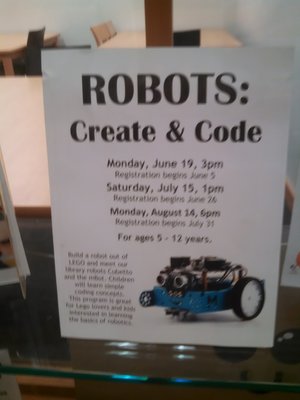 ROBOTS:
Create & Code
Monday, June 19, 3pm
Registration begins June 5
Saturday, July 15, 1pm
Registration begins June 26
Monday, August 14, 6pm
Registration begins July 31
For ages 5 - 12 years.
Build a robot out of
LEGO and meet our
library robots Cubetto
and the mBot. Children
will learn simple
coding concepts.
This program is great
for Lego lovers and kids
interested in learning
the basics of robotics.